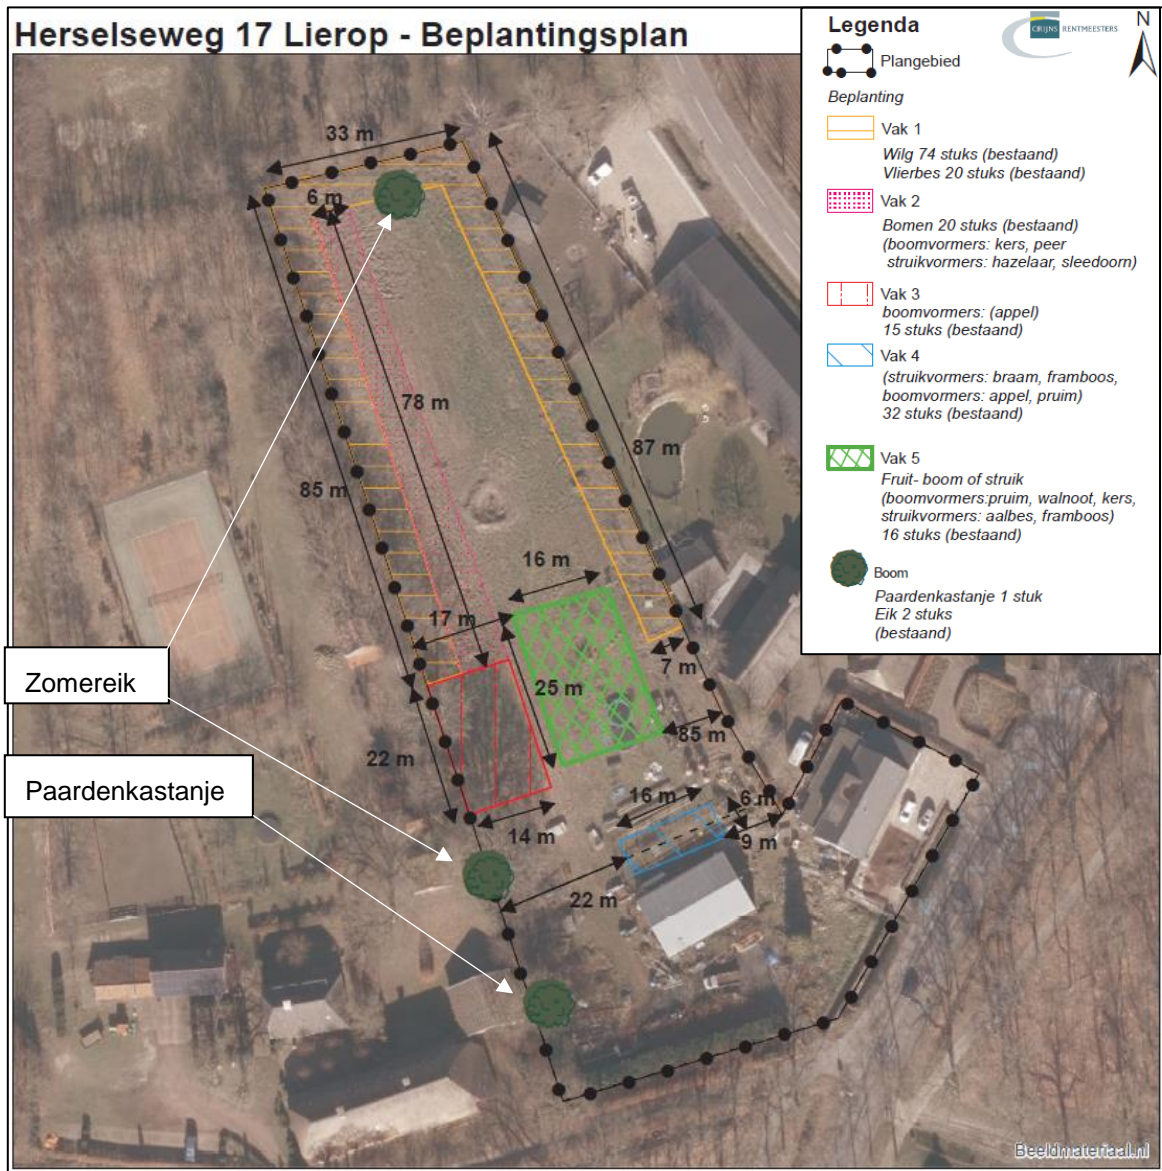 Herselseweg 17 Lierop - Beplantingsplan
Legenda
CRIJNS RENTMEESTERS
N
Plangebied
Beplanting
Vak 1
Wilg 74 stuks (bestaand)
Vlierbes 20 stuks (bestaand)
Vak 2
Bomen 20 stuks (bestaand)
(boomvormers: kers, peer
struikvormers: hazelaar, sleedoorn)
Vak 3
boomvormers: (appel)
15 stuks (bestaand)
Vak 4
(struikvormers: braam, framboos,
boomvormers: appel, pruim)
32 stuks (bestaand)
Vak 5
Fruit- boom of struik
(boomvormers:pruim, walnoot, kers,
struikvormers: aalbes, framboos)
16 stuks (bestaand)
Boom
Paardenkastanje 1 stuk
Eik 2 stuks
(bestaand)
33 m
6 m
78 m
87 m
85 m
16 m
17 m
7 m
25 m
85 m
22 m
16 m
6 m
14 m
9 m
22 m
Zomereik
Paardenkastanje
Beeldmateriaal.nl